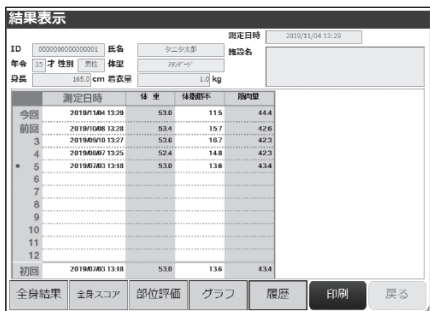 結果表示
測定日時 2019/11/04 13:29
ID 0000000000000001 氏名 タニタ太郎 施設名
年令 35 才 性別 男性 体型 スタンダード
身長 165.0 cm 着衣量 1.0 kg
測定日時 体 重 体脂肪率 筋肉量
今回 2019/11/04 13:29 53.0 11.5 44.4
前回 2019/10/08 13:28 53.4 15.7 42.6
3 2019/09/10 13:27 53.6 16.7 42.3
4 2019/08/07 13:25 52.4 14.8 42.3
* 5 2019/07/03 13:18 53.0 13.6 43.4
6
7
8
9
10
11
12
初回 2019/07/03 13:18 53.0 13.6 43.4
全身結果 全身スコア 部位評価 グラフ 履歴 印刷 戻る